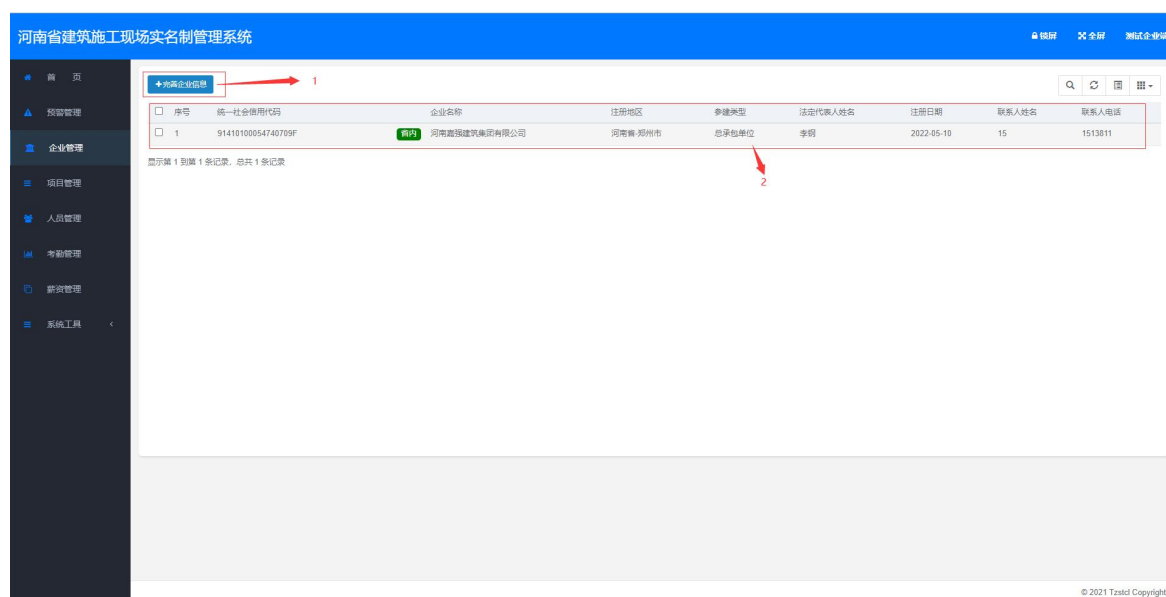 河南省建筑施工现场实名制管理系统
锁屏 全屏 测试企业端
首 页
预警管理
企业管理
项目管理
人员管理
考勤管理
薪资管理
系统工具
+完善企业信息 1
序号 统一社会信用代码 企业名称 注册地区 参建类型 法定代表人姓名 注册日期 联系人姓名 联系人电话
1 91410100054740709F 省内 河南嘉强建筑集团有限公司 河南省-郑州市 总承包单位 李钢 2022-05-10 15 1513811
显示第 1 到第 1 条记录，总共 1 条记录
2
© 2021 Tzstcl Copyright